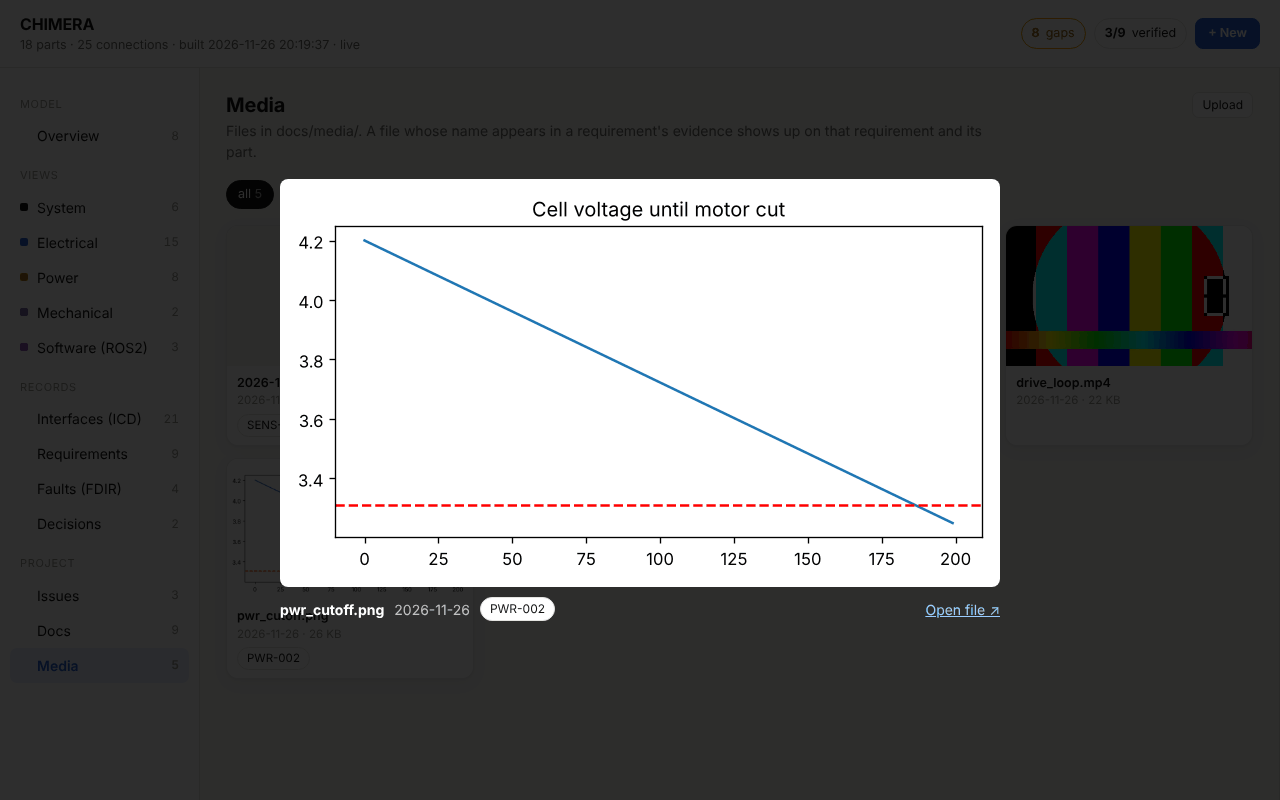 CHIMERA
18 parts · 25 connections · built 2026-11-26 20:19:37 · live
8 gaps
3/9 verified
+ New
MODEL
Overview 8
VIEWS
System 6
Electrical 15
Power 8
Mechanical 2
Software (ROS2) 3
RECORDS
Interfaces (ICD) 21
Requirements 9
Faults (FDIR) 4
Decisions 2
PROJECT
Issues 3
Docs 9
Media 5
Media
Upload
Files in docs/media/. A file whose name appears in a requirement's evidence shows up on that requirement and its
part.
all 5
Cell voltage until motor cut
4.2
4.0
3.8
3.6
3.4
0 25 50 75 100 125 150 175 200
pwr_cutoff.png 2026-11-26 PWR-002
Open file ↗
drive_loop.mp4
2026-11-26 · 22 KB
pwr_cutoff.png
2026-11-26 · 26 KB
PWR-002